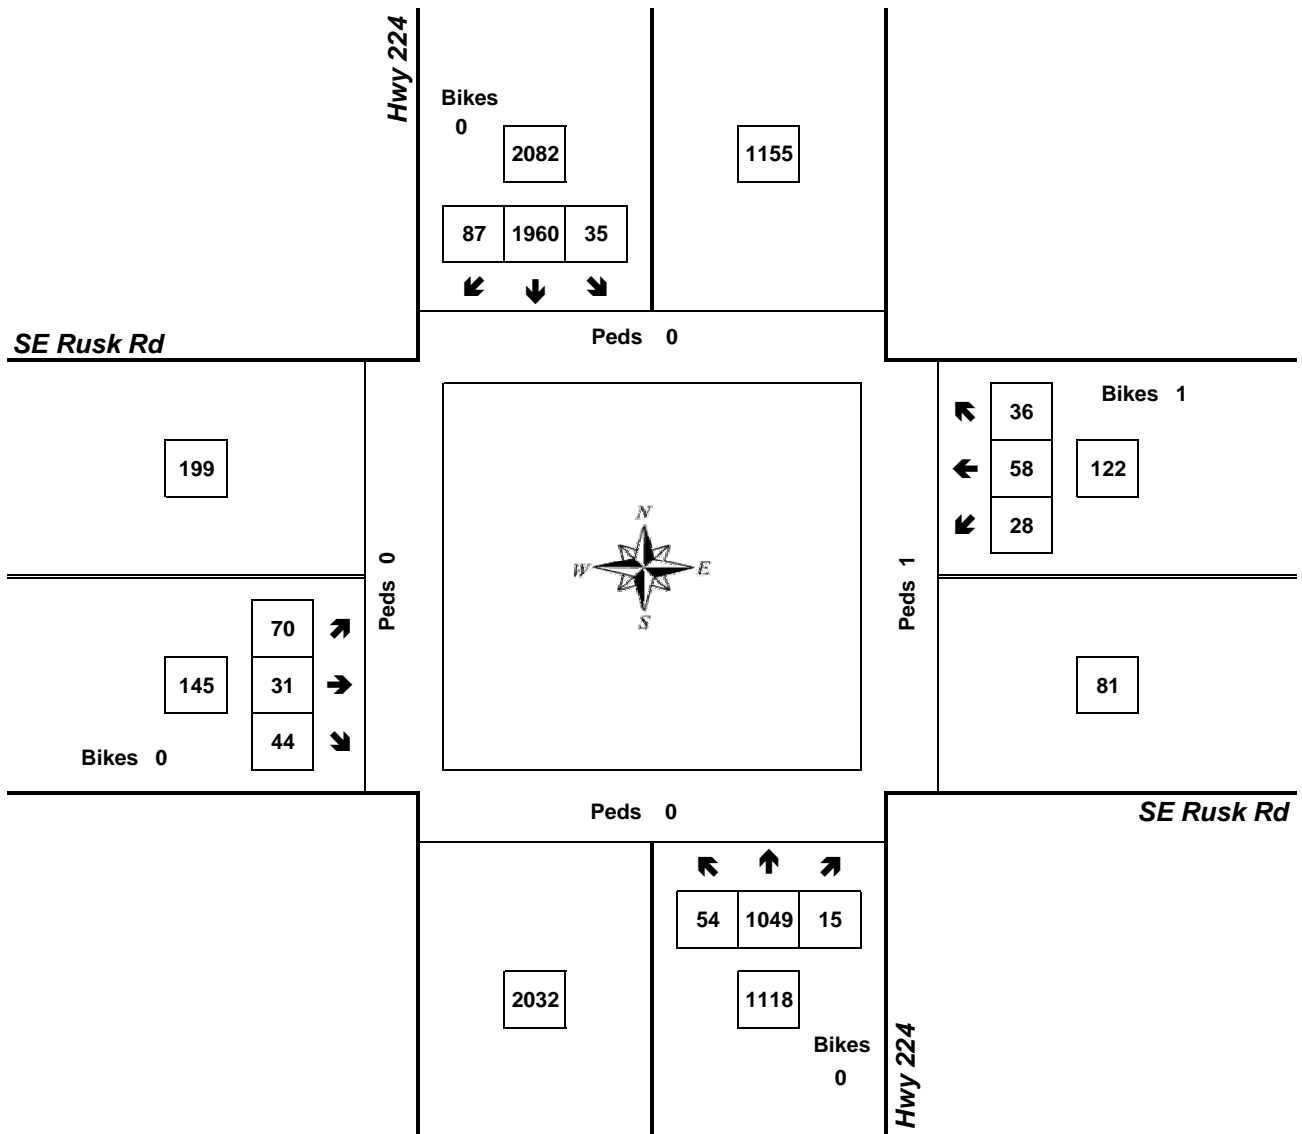 Hwy 224
Bikes
0
2082
1155
87 1960 35
Peds 0
SE Rusk Rd
36
Bikes 1
199
58
122
28
N
W E
S
Peds 0
Peds 1
70
145
31
81
44
Bikes 0
Peds 0
SE Rusk Rd
54 1049 15
2032
1118
Bikes
0
Hwy 224